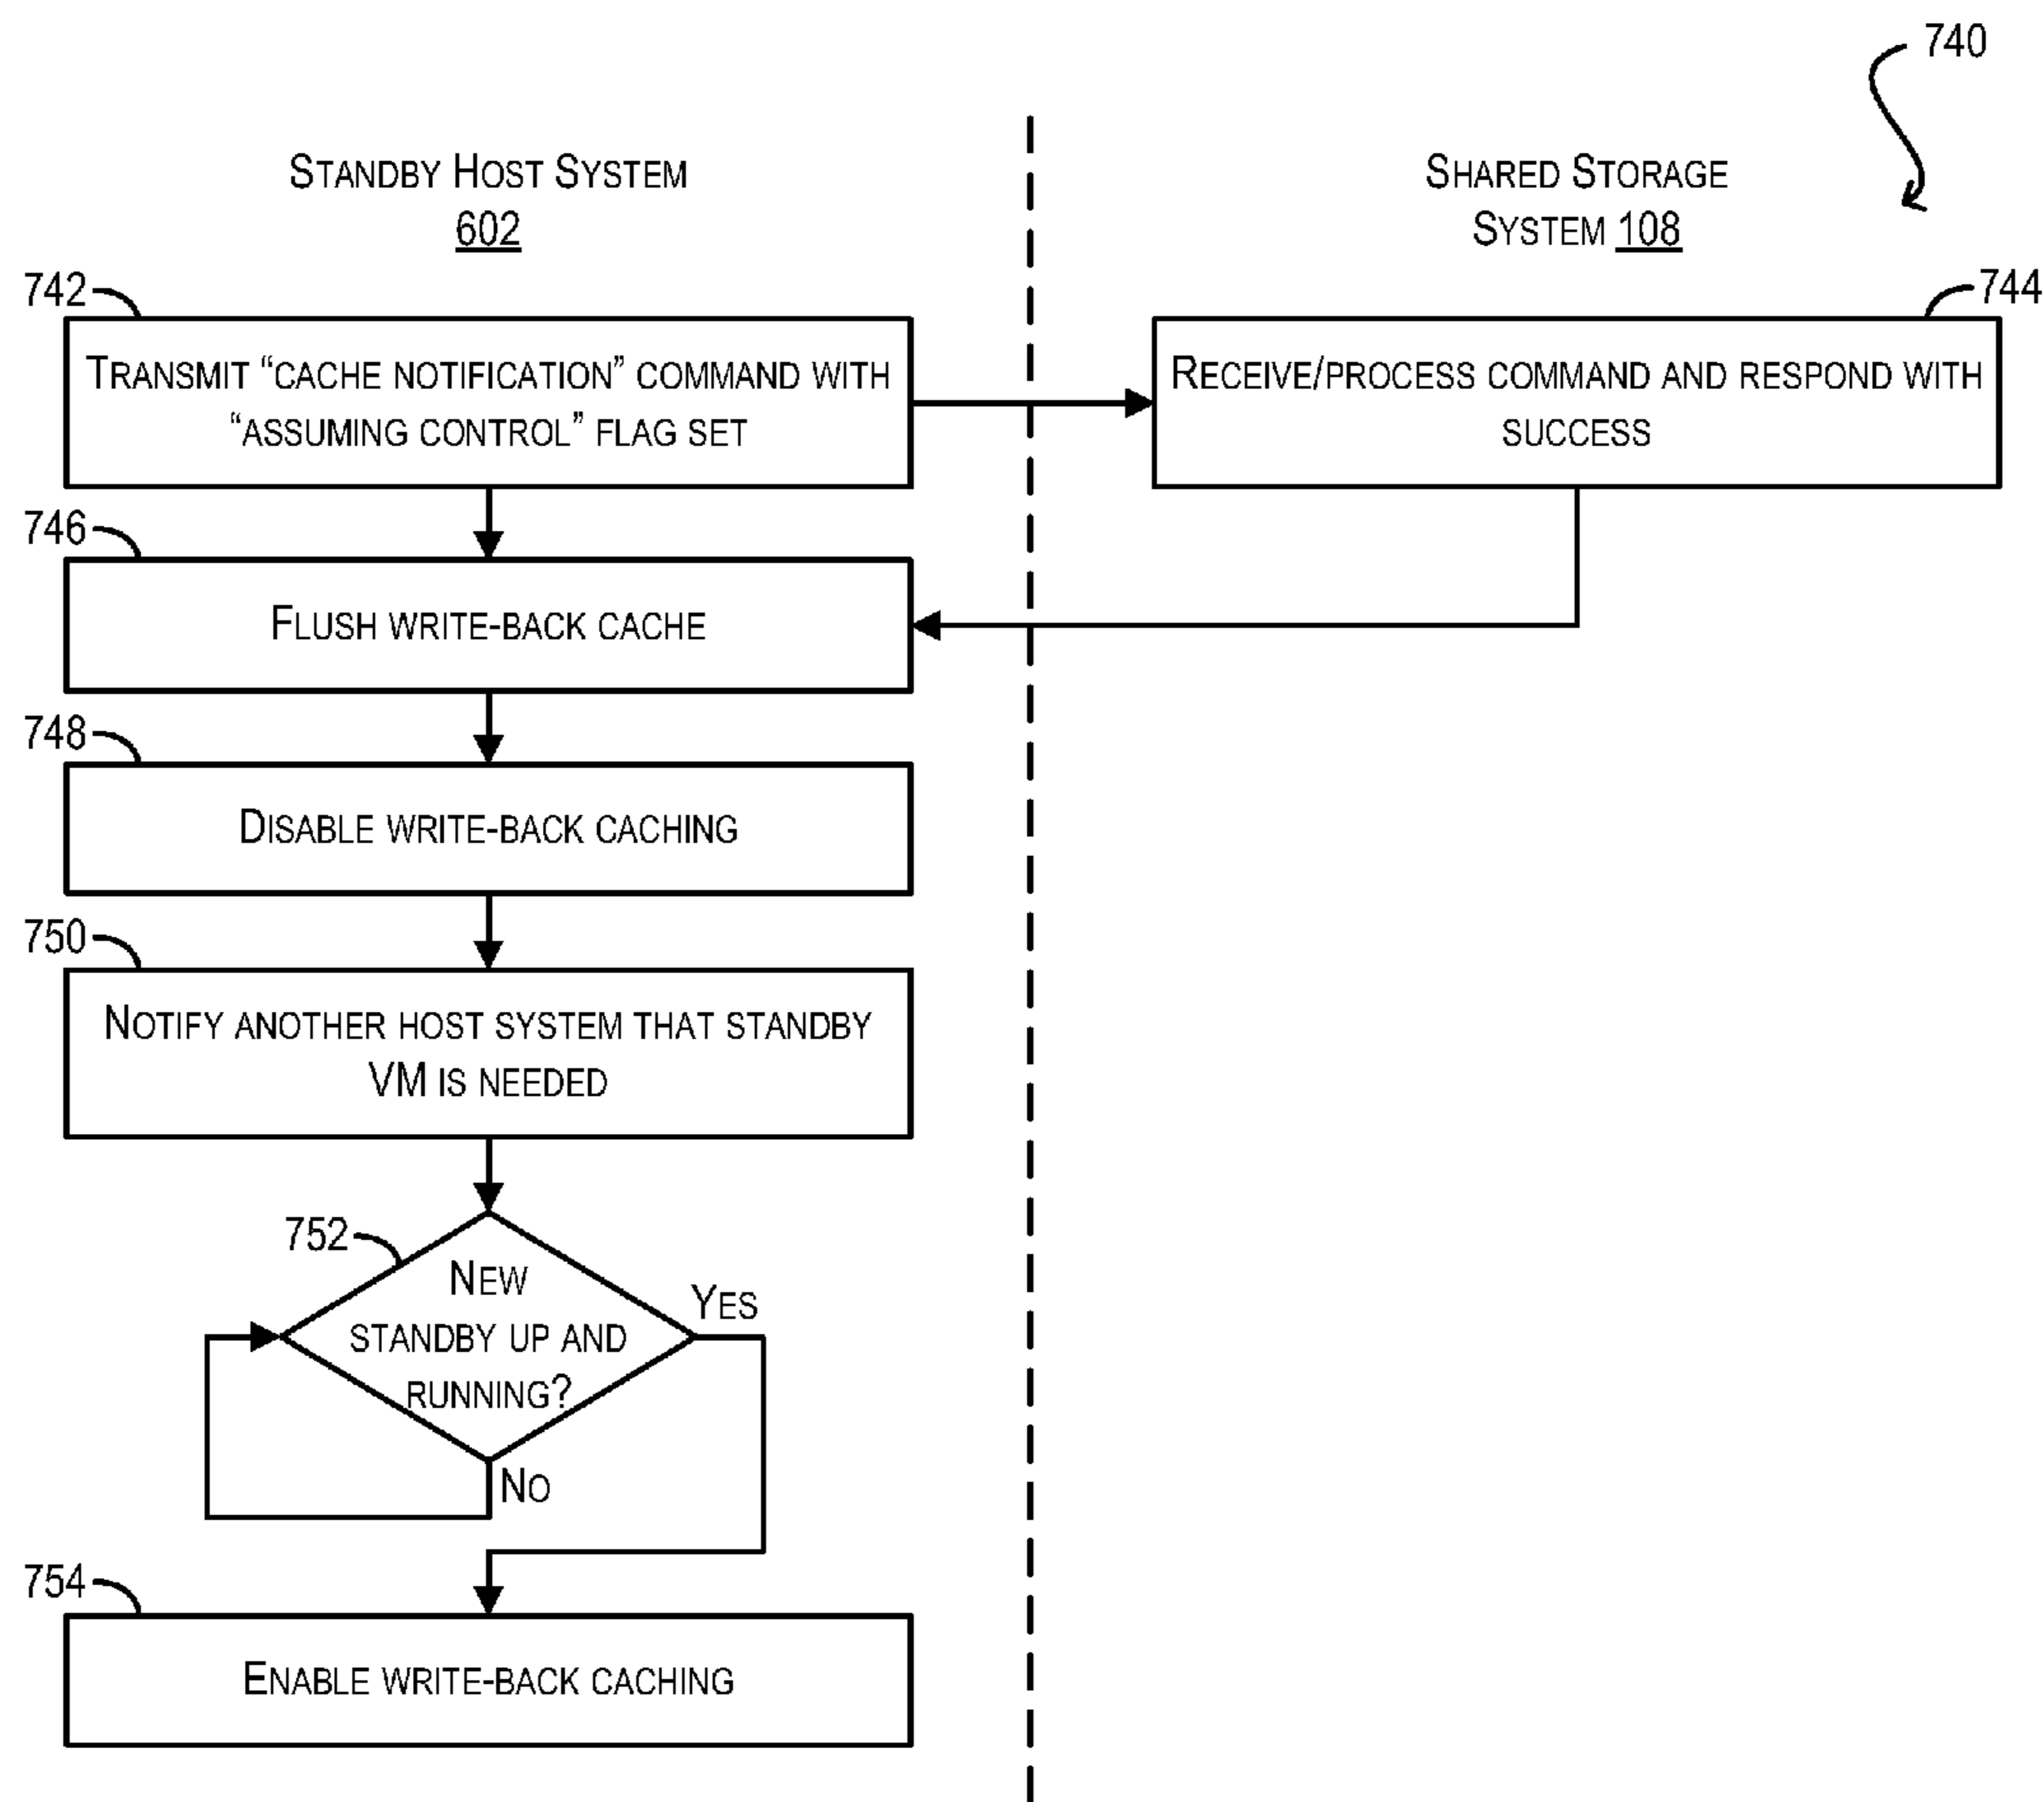 740
STANDBY HOST SYSTEM
602
SHARED STORAGE
SYSTEM 108
742
TRANSMIT “CACHE NOTIFICATION” COMMAND WITH
“ASSUMING CONTROL” FLAG SET
744
RECEIVE/PROCESS COMMAND AND RESPOND WITH
SUCCESS
746
FLUSH WRITE-BACK CACHE
748
DISABLE WRITE-BACK CACHING
750
NOTIFY ANOTHER HOST SYSTEM THAT STANDBY
VM IS NEEDED
752
NEW
STANDBY UP AND
RUNNING?
YES
NO
754
ENABLE WRITE-BACK CACHING